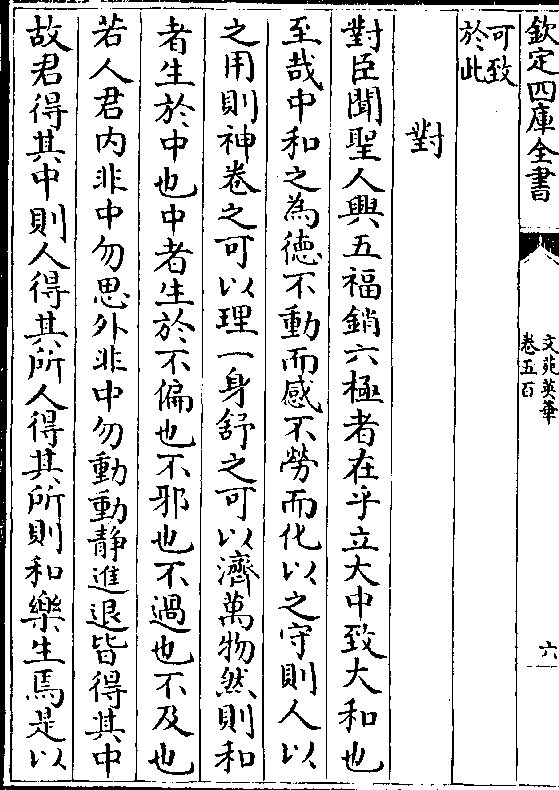 欽定四庫全書
文苑英華
卷五百
六
可致
於此
對
對臣聞聖人興五福銷六極者在乎立大中致大和也
至哉中和之為徳不動而感不勞而化以之守則人以
之用則神卷之可以理一身舒之可以濟萬物然則和
者生於中也中者生於不偏也不邪也不過也不及也
若人君内非中勿思外非中勿動動靜進退皆得其中
故君得其中則人得其所人得其所則和樂生焉是以